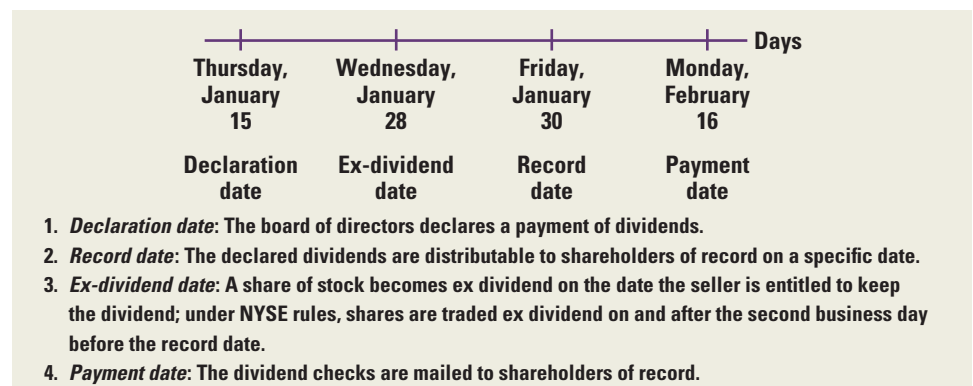 Days
Thursday, January 15
Wednesday, January 28
Friday, January 30
Monday, February 16
Declaration date
Ex-dividend date
Record date
Payment date
1. Declaration date: The board of directors declares a payment of dividends.
2. Record date: The declared dividends are distributable to shareholders of record on a specific date.
3. Ex-dividend date: A share of stock becomes ex dividend on the date the seller is entitled to keep
the dividend; under NYSE rules, shares are traded ex dividend on and after the second business day
before the record date.
4. Payment date: The dividend checks are mailed to shareholders of record.